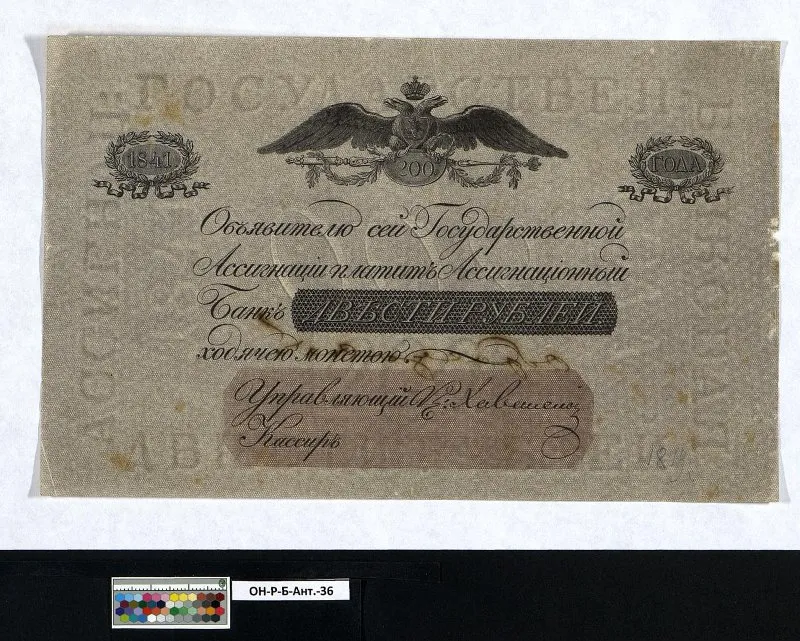 ГОСУДАРСТВЕН
1841
200
ГОДА
Объявителю сей Государственной
Ассигнаціи платитъ Ассигнаціонный
Банкъ ДВѢСТИ РУБЛЕЙ
ходячею монетою.
Управляющій
Кассиръ
ОН-Р-Б-Ант.-36